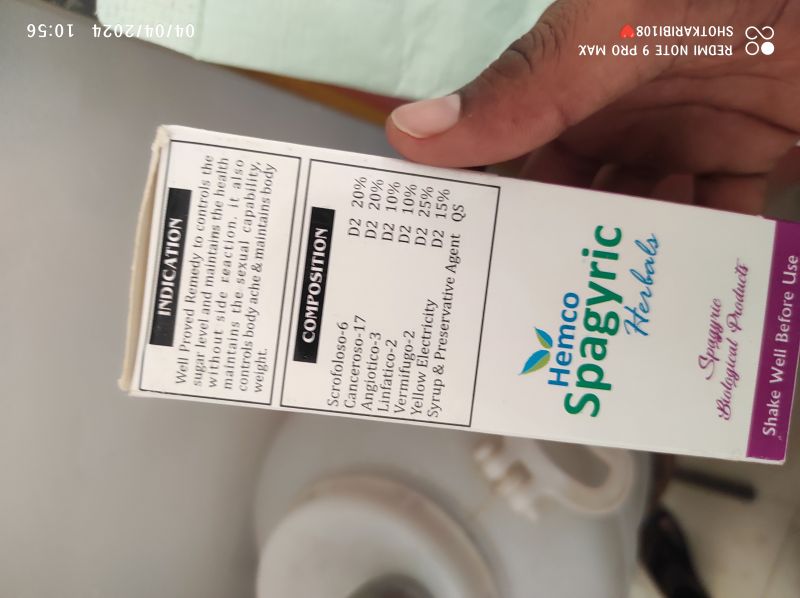 INDICATION
Well Proved Remedy to controls the
sugar level and maintains the health
without side reaction. it also
maintains the sexual capability,
controls body ache & maintains body
weight.
COMPOSITION
Scrofoloso-6 D2 20%
Canceroso-17 D2 20%
Angiotico-3 D2 10%
Linfatico-2 D2 10%
Vermifugo-2 D2 25%
Yellow Electricity D2 15%
Syrup & Preservative Agent QS
Hemco
Spagyric
Herbals
Spagyric
Biological Products
Shake Well Before Use
REDMI NOTE 9 PRO MAX
SHOTKARIBI108
04/04/2024 10:56